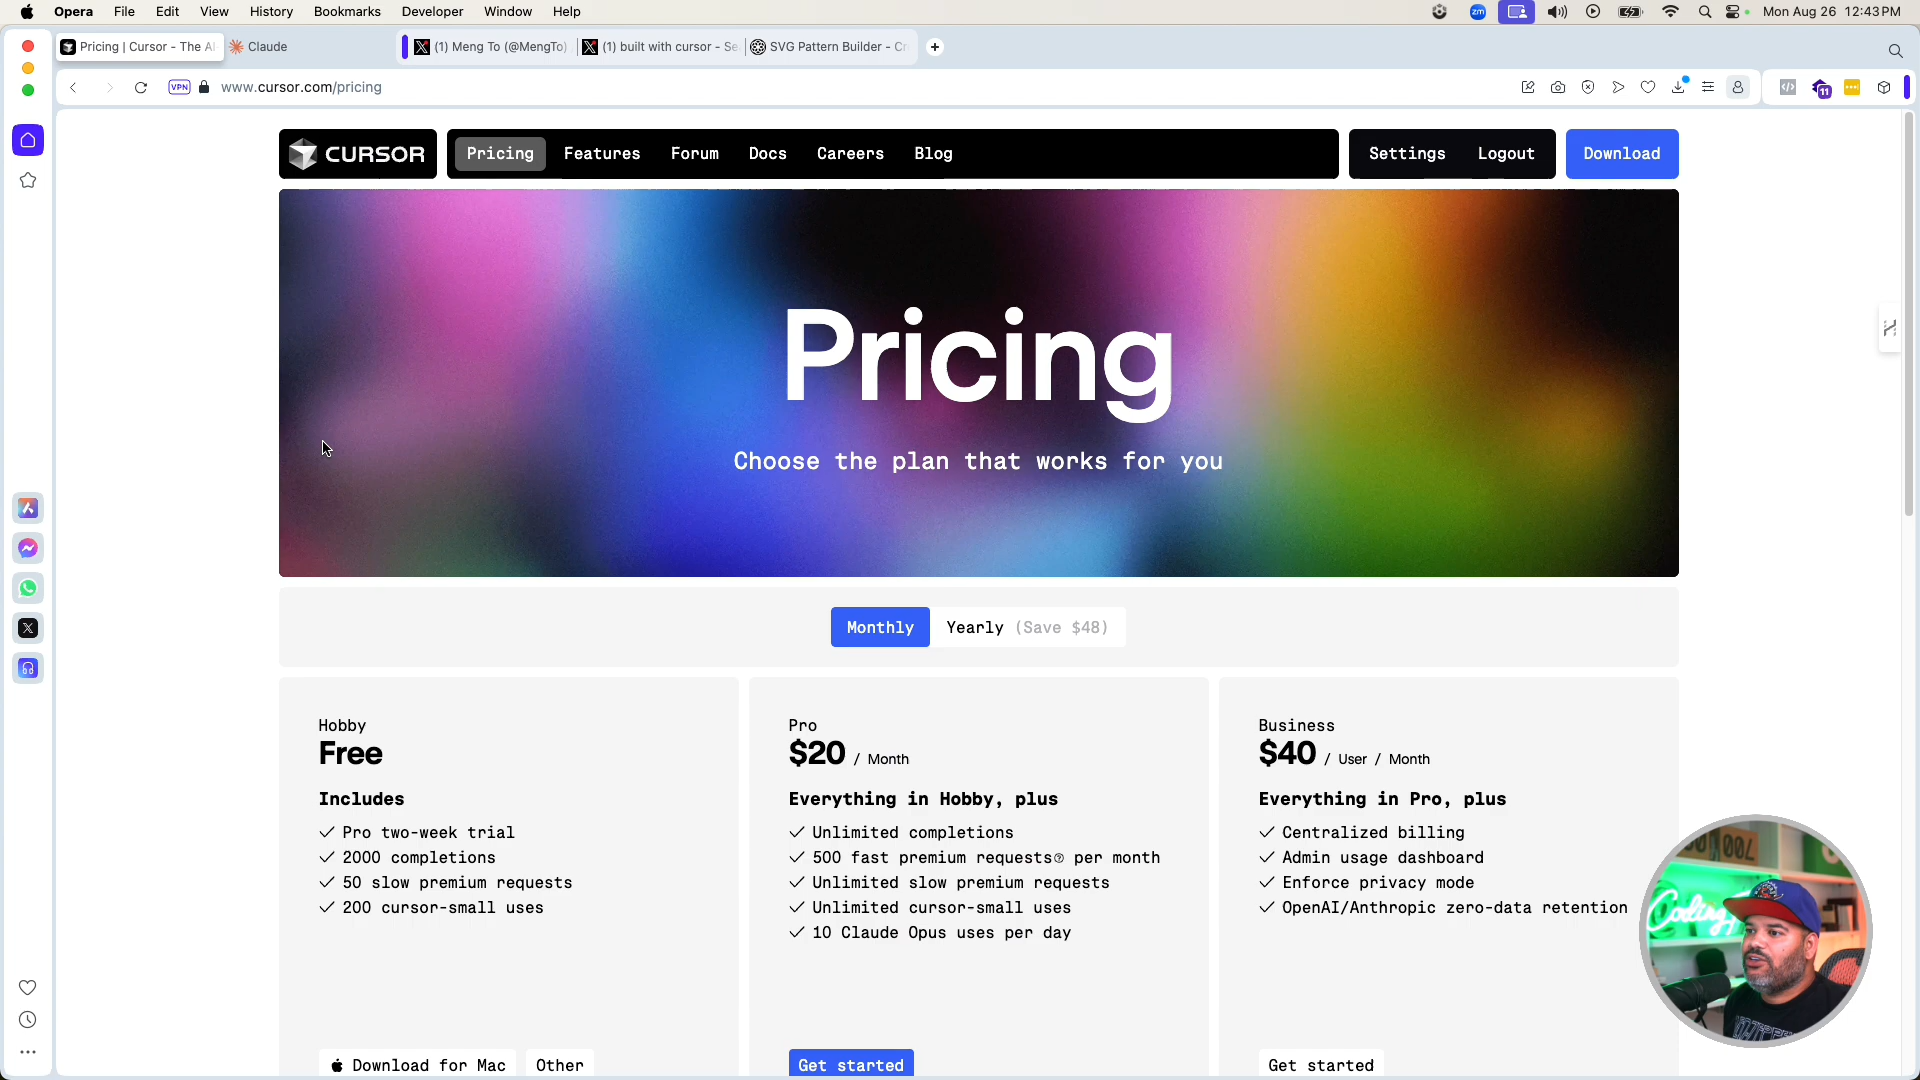 Opera File Edit View History Bookmarks Developer Window Help
zm
Mon Aug 26 12:43 PM
Pricing | Cursor - The AI-
Claude
(1) Meng To (@MengTo)
(1) built with cursor - Se
SVG Pattern Builder - Cr
VPN
www.cursor.com/pricing
11
CURSOR
Pricing Features Forum Docs Careers Blog
Settings Logout
Download
Pricing
Choose the plan that works for you
Monthly Yearly (Save $48)
Hobby
Free
Includes
Pro two-week trial
2000 completions
50 slow premium requests
200 cursor-small uses
Download for Mac
Other
Pro
$20 / Month
Everything in Hobby, plus
Unlimited completions
500 fast premium requests? per month
Unlimited slow premium requests
Unlimited cursor-small uses
10 Claude Opus uses per day
Get started
Business
$40 / User / Month
Everything in Pro, plus
Centralized billing
Admin usage dashboard
Enforce privacy mode
OpenAI/Anthropic zero-data retention
Get started
Coding